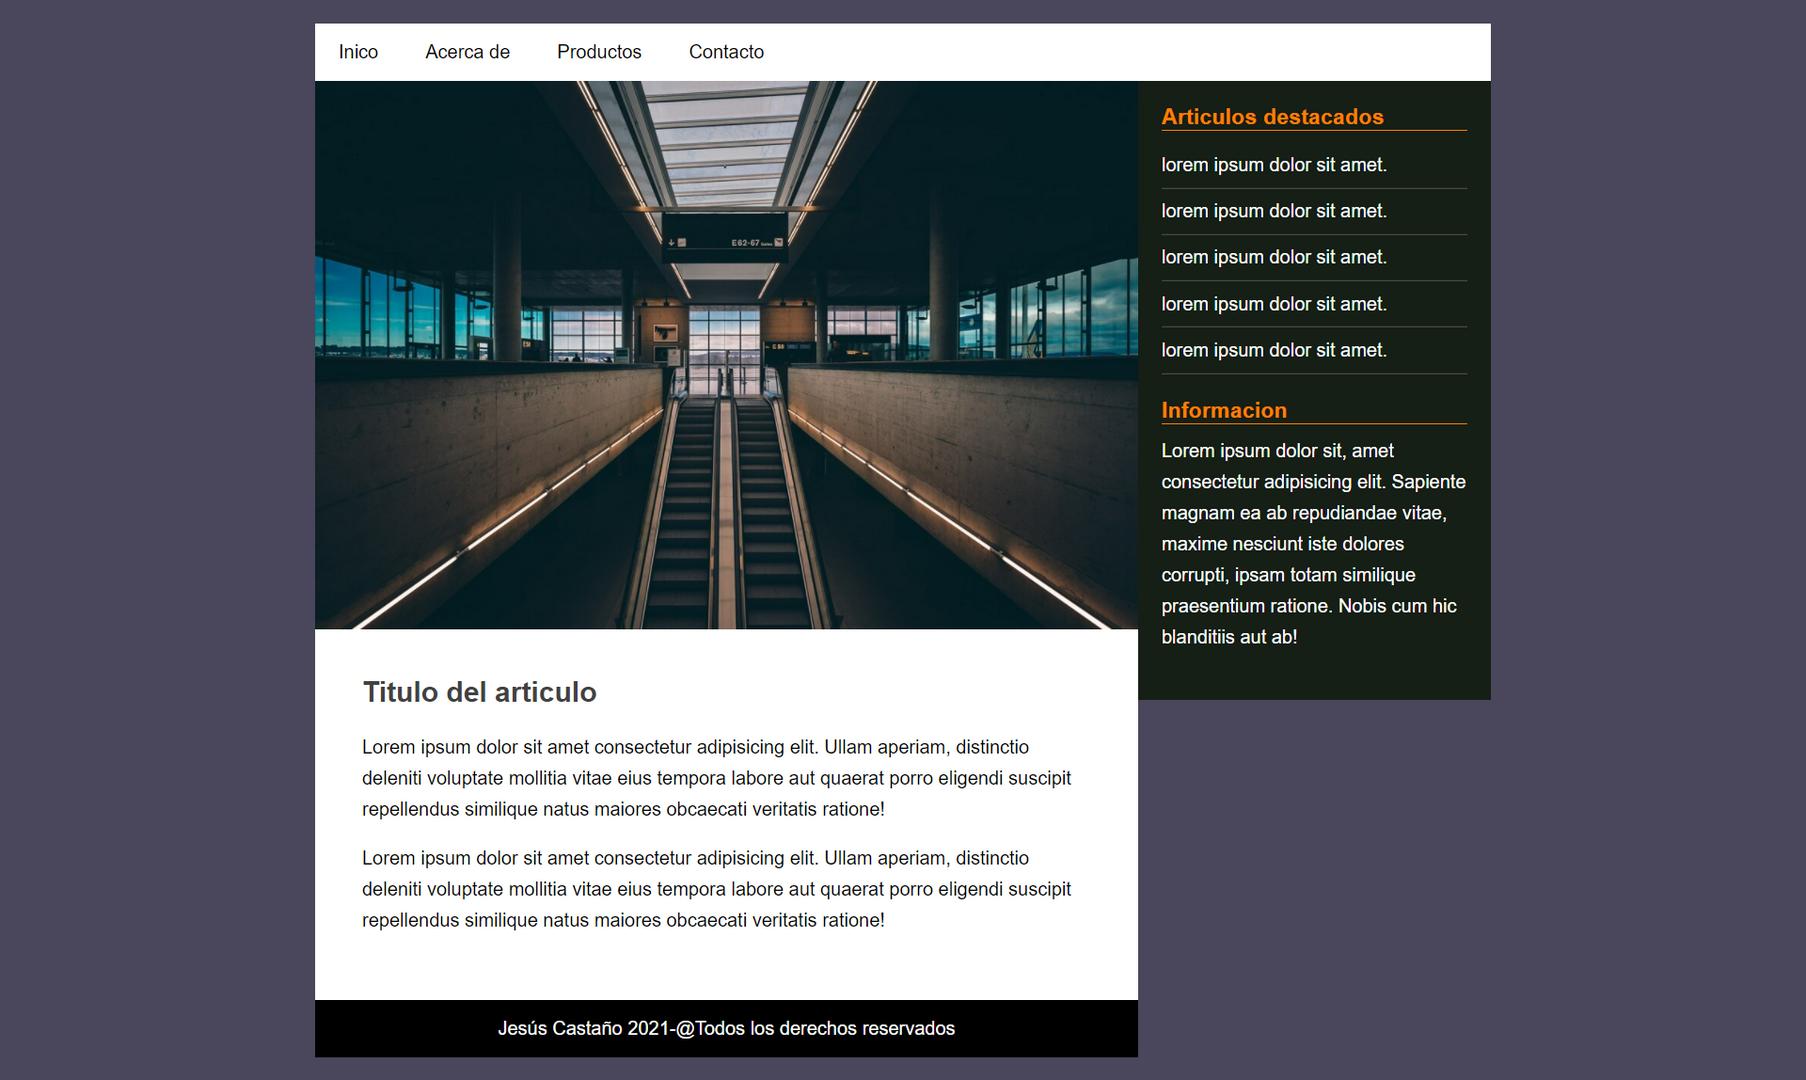 Inico Acerca de Productos Contacto
E62-67
Articulos destacados
lorem ipsum dolor sit amet.
lorem ipsum dolor sit amet.
lorem ipsum dolor sit amet.
lorem ipsum dolor sit amet.
lorem ipsum dolor sit amet.
Informacion
Lorem ipsum dolor sit, amet
consectetur adipisicing elit. Sapiente
magnam ea ab repudiandae vitae,
maxime nesciunt iste dolores
corrupti, ipsam totam similique
praesentium ratione. Nobis cum hic
blanditiis aut ab!
Titulo del articulo
Lorem ipsum dolor sit amet consectetur adipisicing elit. Ullam aperiam, distinctio
deleniti voluptate mollitia vitae eius tempora labore aut quaerat porro eligendi suscipit
repellendus similique natus maiores obcaecati veritatis ratione!
Lorem ipsum dolor sit amet consectetur adipisicing elit. Ullam aperiam, distinctio
deleniti voluptate mollitia vitae eius tempora labore aut quaerat porro eligendi suscipit
repellendus similique natus maiores obcaecati veritatis ratione!
Jesús Castaño 2021-@Todos los derechos reservados